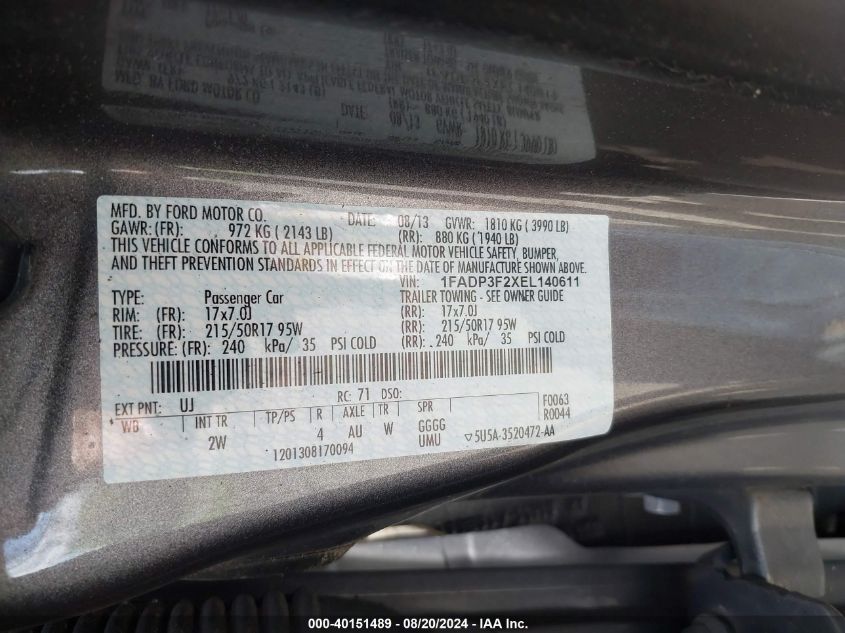 MFD. BY FORD MOTOR CO.
DATE: 08/13 GVWR: 1810 KG ( 3990 LB)
GAWR: (FR): 972 KG ( 2143 LB) (RR): 880 KG ( 1940 LB)
THIS VEHICLE CONFORMS TO ALL APPLICABLE FEDERAL MOTOR VEHICLE SAFETY, BUMPER,
AND THEFT PREVENTION STANDARDS IN EFFECT ON THE DATE OF MANUFACTURE SHOWN ABOVE.
VIN: 1FADP3F2XEL140611
TYPE: Passenger Car TRAILER TOWING - SEE OWNER GUIDE
RIM: (FR): 17x7.0J (RR): 17x7.0J
TIRE: (FR): 215/50R17 95W (RR): 215/50R17 95W
PRESSURE: (FR): 240 kPa/ 35 PSI COLD (RR): 240 kPa/ 35 PSI COLD
EXT PNT: UJ RC: 71 DSO: F0063
R0044
WB INT TR TP/PS R AXLE TR SPR
2W 4 AU W GGGG
UMU
1201308170094 5U5A-3520472-AA
000-40151489 - 08/20/2024 - IAA